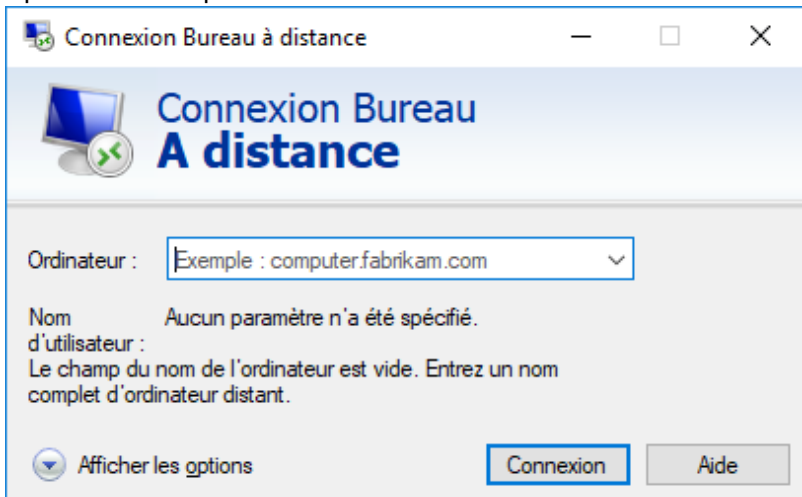 Connexion Bureau à distance
Connexion Bureau
A distance
Ordinateur :
Exemple : computer.fabrikam.com
Nom
d'utilisateur :
Aucun paramètre n'a été spécifié.
Le champ du nom de l'ordinateur est vide. Entrez un nom
complet d'ordinateur distant.
Afficher les options
Connexion
Aide